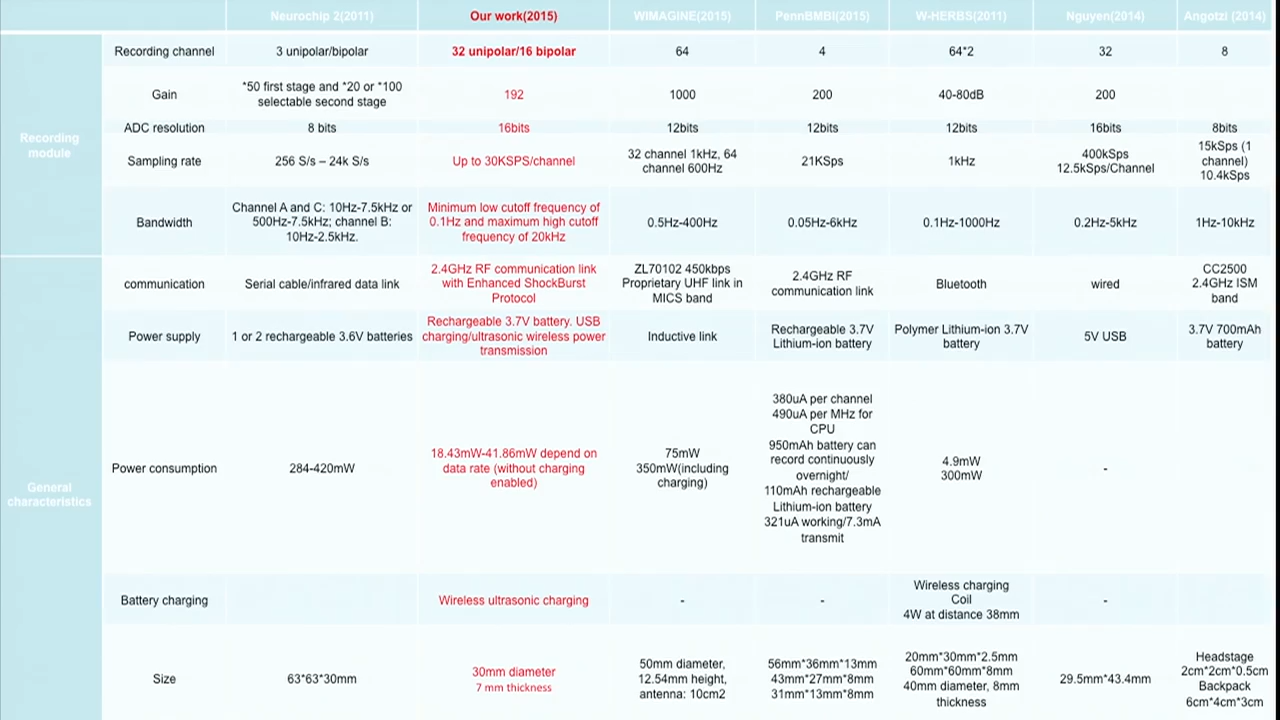 Neurochip 2(2011) Our work(2015) WIMAGINE(2015) PennBMBI(2015) W-HERBS(2011) Nguyen(2014) Angotzi (2014)
Recording
module
Recording channel
3 unipolar/bipolar
32 unipolar/16 bipolar
64
4
64*2
32
8
Gain
*50 first stage and *20 or *100
selectable second stage
192
1000
200
40-80dB
200
ADC resolution
8 bits
16bits
12bits
12bits
12bits
16bits
8bits
Sampling rate
256 S/s – 24k S/s
Up to 30KSPS/channel
32 channel 1kHz, 64
channel 600Hz
21KSps
1kHz
400kSps
12.5kSps/Channel
15kSps (1
channel)
10.4kSps
Bandwidth
Channel A and C: 10Hz-7.5kHz or
500Hz-7.5kHz; channel B:
10Hz-2.5kHz.
Minimum low cutoff frequency of
0.1Hz and maximum high cutoff
frequency of 20kHz
0.5Hz-400Hz
0.05Hz-6kHz
0.1Hz-1000Hz
0.2Hz-5kHz
1Hz-10kHz
General
characteristics
communication
Serial cable/infrared data link
2.4GHz RF communication link
with Enhanced ShockBurst
Protocol
ZL70102 450kbps
Proprietary UHF link in
MICS band
2.4GHz RF
communication link
Bluetooth
wired
CC2500
2.4GHz ISM
band
Power supply
1 or 2 rechargeable 3.6V batteries
Rechargeable 3.7V battery. USB
charging/ultrasonic wireless power
transmission
Inductive link
Rechargeable 3.7V
Lithium-ion battery
Polymer Lithium-ion 3.7V
battery
5V USB
3.7V 700mAh
battery
Power consumption
284-420mW
18.43mW-41.86mW depend on
data rate (without charging
enabled)
75mW
350mW(including
charging)
380uA per channel
490uA per MHz for
CPU
950mAh battery can
record continuously
overnight/
110mAh rechargeable
Lithium-ion battery
321uA working/7.3mA
transmit
4.9mW
300mW
-
Battery charging
Wireless ultrasonic charging
-
-
Wireless charging
Coil
4W at distance 38mm
-
Size
63*63*30mm
30mm diameter
7 mm thickness
50mm diameter,
12.54mm height,
antenna: 10cm2
56mm*36mm*13mm
43mm*27mm*8mm
31mm*13mm*8mm
20mm*30mm*2.5mm
60mm*60mm*8mm
40mm diameter, 8mm
thickness
29.5mm*43.4mm
Headstage
2cm*2cm*0.5cm
Backpack
6cm*4cm*3cm